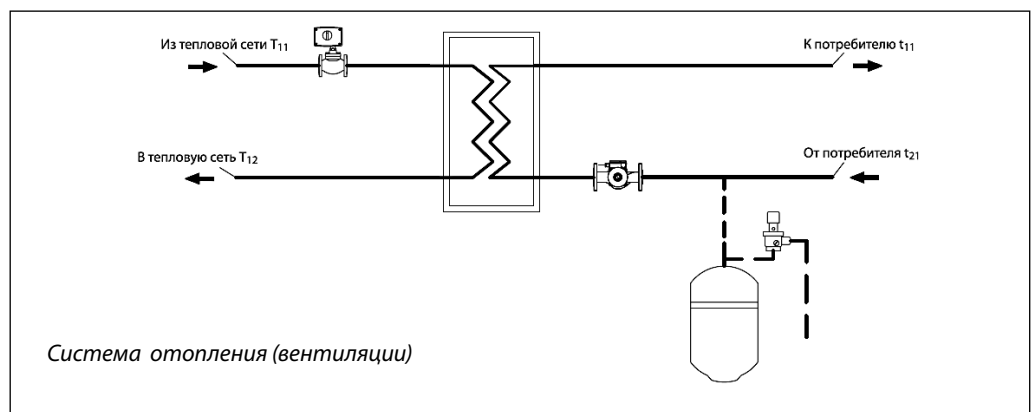 Из тепловой сети T11
К потребителю t11
В тепловую сеть T12
От потребителя t21
Система отопления (вентиляции)